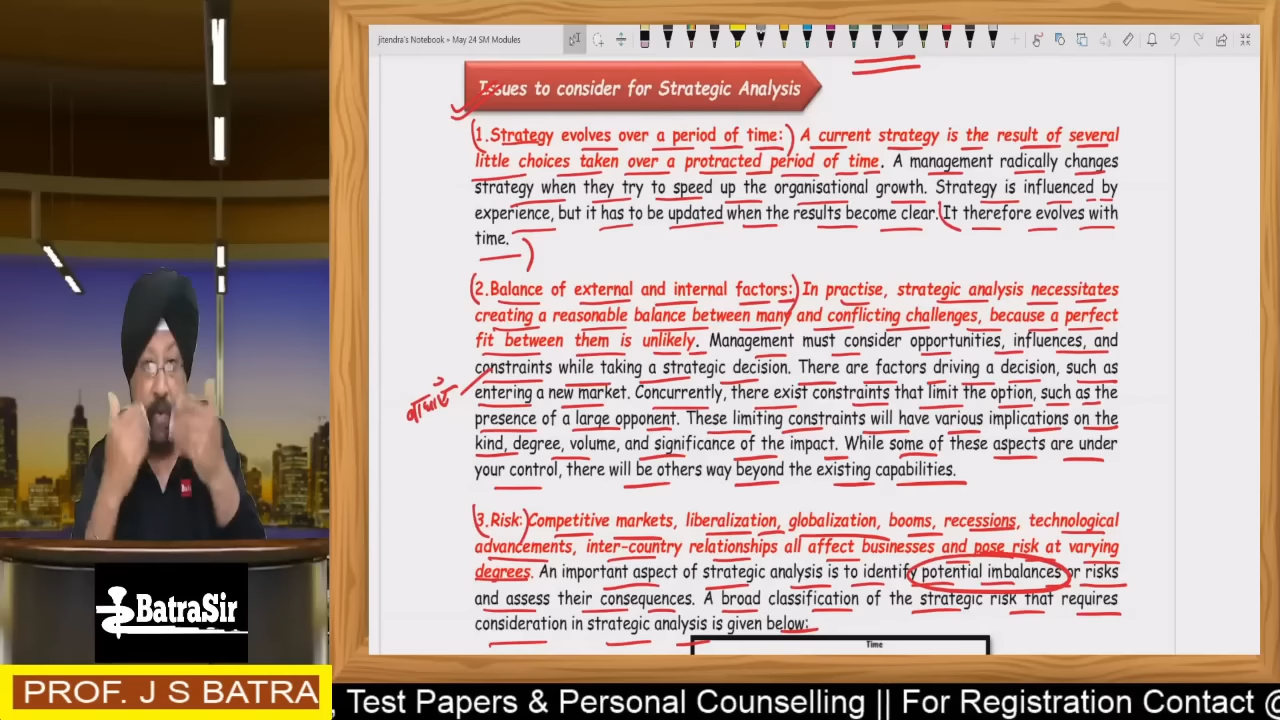 jitendra's Notebook » May 24 SM Modules
Issues to consider for Strategic Analysis
1.Strategy evolves over a period of time: A current strategy is the result of several
little choices taken over a protracted period of time. A management radically changes
strategy when they try to speed up the organisational growth. Strategy is influenced by
experience, but it has to be updated when the results become clear. It therefore evolves with
time.
2.Balance of external and internal factors: In practise, strategic analysis necessitates
creating a reasonable balance between many and conflicting challenges, because a perfect
fit between them is unlikely. Management must consider opportunities, influences, and
constraints while taking a strategic decision. There are factors driving a decision, such as
entering a new market. Concurrently, there exist constraints that limit the option, such as the
presence of a large opponent. These limiting constraints will have various implications on the
kind, degree, volume, and significance of the impact. While some of these aspects are under
your control, there will be others way beyond the existing capabilities.
3.Risk: Competitive markets, liberalization, globalization, booms, recessions, technological
advancements, inter-country relationships all affect businesses and pose risk at varying
degrees. An important aspect of strategic analysis is to identify potential imbalances or risks
and assess their consequences. A broad classification of the strategic risk that requires
consideration in strategic analysis is given below:
Time
BatraSir
PROF. J S BATRA
, Test Papers & Personal Counselling || For Registration Contact @